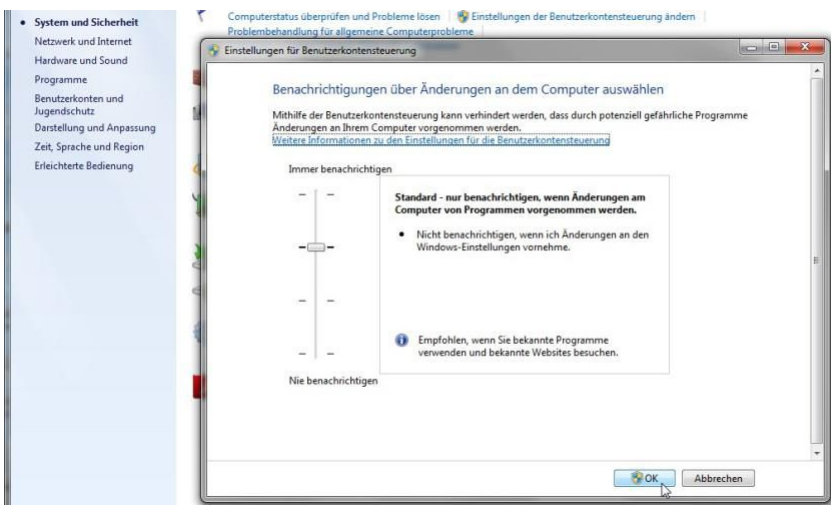 System und Sicherheit
Netzwerk und Internet
Hardware und Sound
Programme
Benutzerkonten und
Jugendschutz
Darstellung und Anpassung
Zeit, Sprache und Region
Erleichterte Bedienung
Computerstatus überprüfen und Probleme lösen | Einstellungen der Benutzerkontensteuerung ändern
Problembehandlung für allgemeine Computerprobleme
Einstellungen für Benutzerkontensteuerung
Benachrichtigungen über Änderungen an dem Computer auswählen
Mithilfe der Benutzerkontensteuerung kann verhindert werden, dass durch potenziell gefährliche Programme
Änderungen an Ihrem Computer vorgenommen werden.
Weitere Informationen zu den Einstellungen für die Benutzerkontensteuerung
Immer benachrichtigen
Standard - nur benachrichtigen, wenn Änderungen am
Computer von Programmen vorgenommen werden.
• Nicht benachrichtigen, wenn ich Änderungen an den
Windows-Einstellungen vornehme.
Empfohlen, wenn Sie bekannte Programme
verwenden und bekannte Websites besuchen.
Nie benachrichtigen
OK
Abbrechen